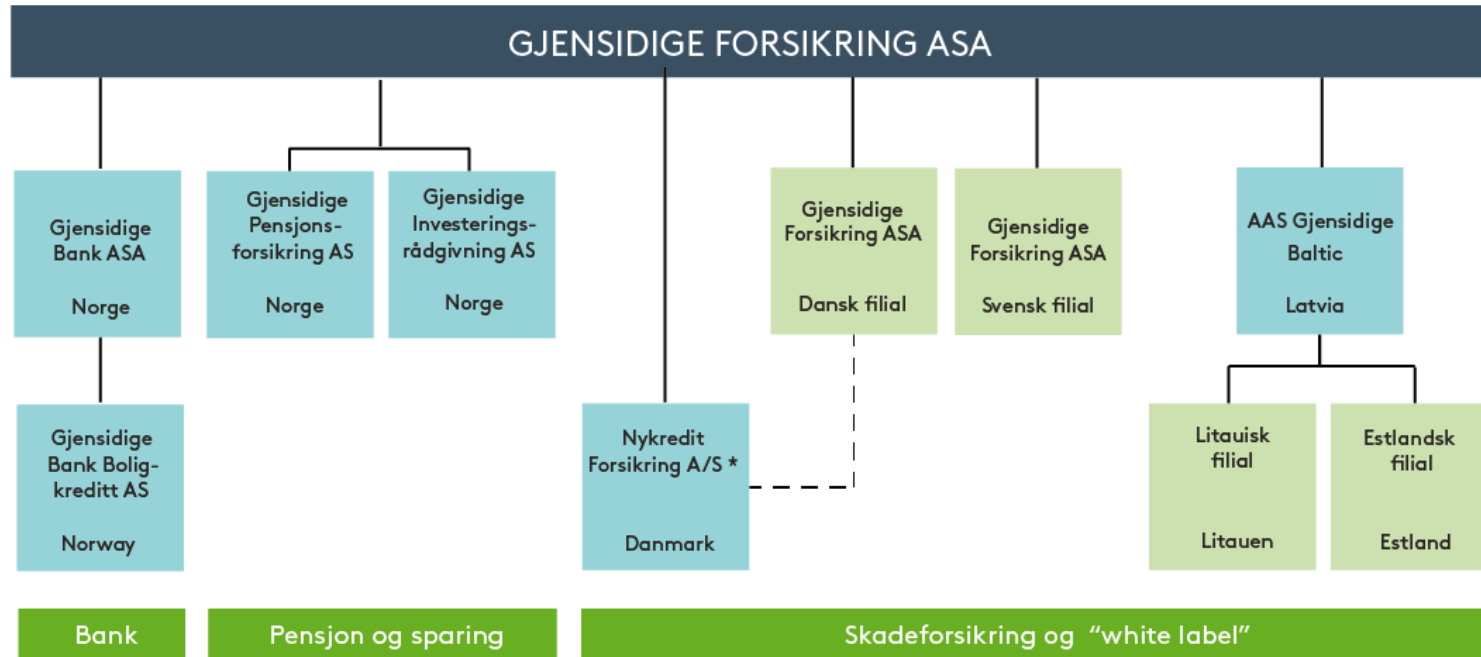 GJENSIDIGE FORSIKRING ASA
Gjensidige
Bank ASA
Norge
Gjensidige
Pensjons-
forsikring AS
Norge
Gjensidige
Investerings-
rådgivning AS
Norge
Gjensidige
Forsikring ASA
Dansk filial
Gjensidige
Forsikring ASA
Svensk filial
AAS Gjensidige
Baltic
Latvia
Gjensidige
Bank Bolig-
kreditt AS
Norway
Nykredit
Forsikring A/S *
Danmark
Litauisk
filial
Litauen
Estlandsk
filial
Estland
Bank
Pensjon og sparing
Skadeforsikring og “white label”